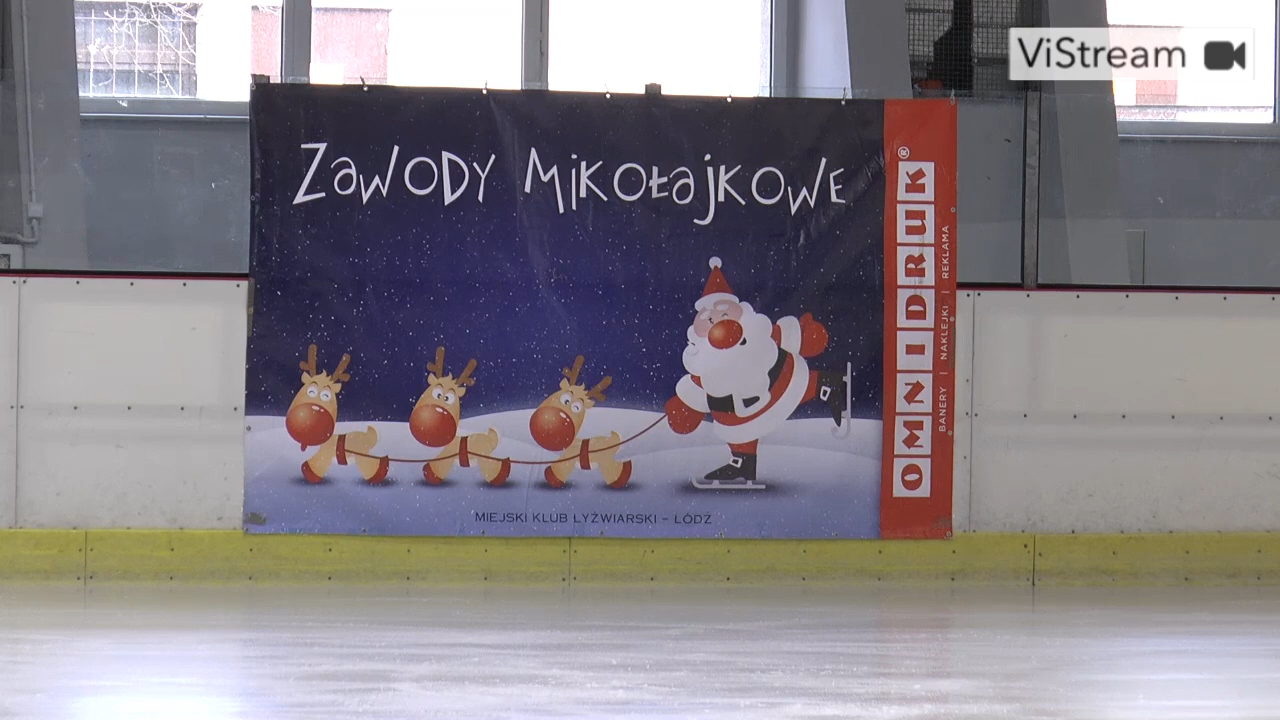 ViStream
Zawody Mikołajkowe
OMNIDRUK®
BANERY | NAKLEJKI | REKLAMA
MIEJSKI KLUB ŁYŻWIARSKI – ŁÓDŹ